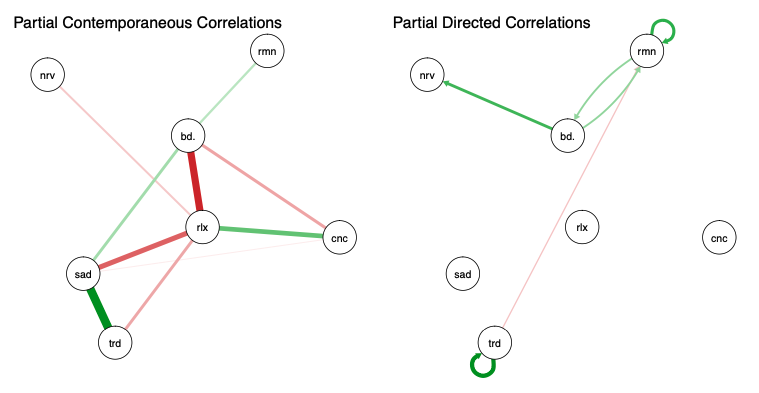 Partial Contemporaneous Correlations
rmn
nrv
bd.
rlx
cnc
sad
trd
Partial Directed Correlations
rmn
nrv
bd.
rlx
cnc
sad
trd